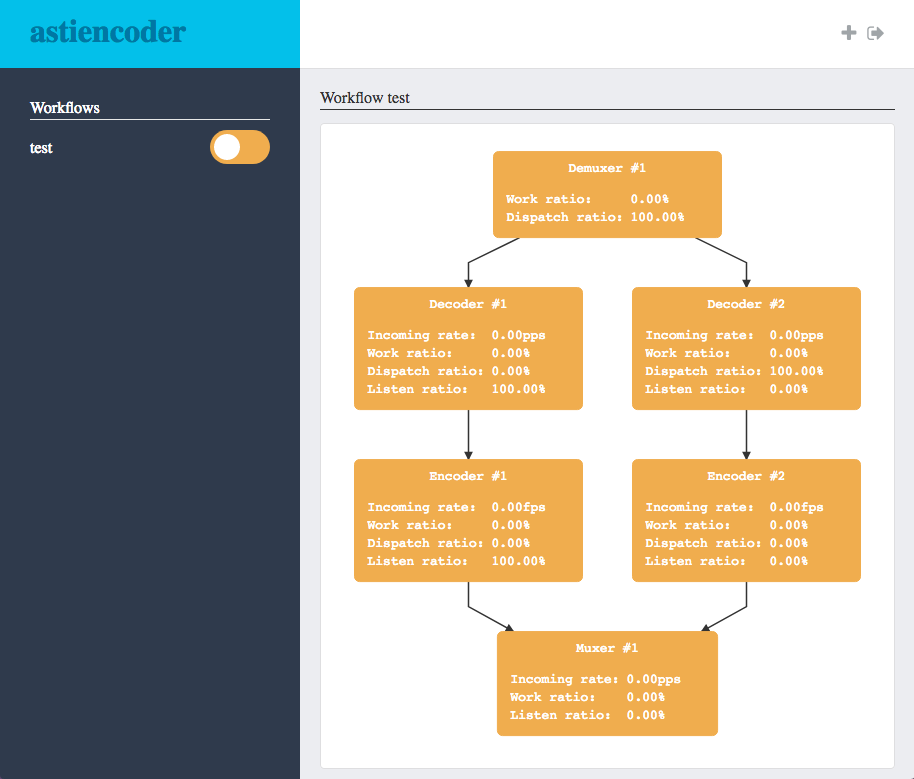 astiencoder
Workflows
test
Workflow test
Demuxer #1
Work ratio: 0.00%
Dispatch ratio: 100.00%
Decoder #1
Incoming rate: 0.00pps
Work ratio: 0.00%
Dispatch ratio: 0.00%
Listen ratio: 100.00%
Decoder #2
Incoming rate: 0.00pps
Work ratio: 0.00%
Dispatch ratio: 100.00%
Listen ratio: 0.00%
Encoder #1
Incoming rate: 0.00fps
Work ratio: 0.00%
Dispatch ratio: 0.00%
Listen ratio: 100.00%
Encoder #2
Incoming rate: 0.00fps
Work ratio: 0.00%
Dispatch ratio: 0.00%
Listen ratio: 0.00%
Muxer #1
Incoming rate: 0.00pps
Work ratio: 0.00%
Listen ratio: 0.00%